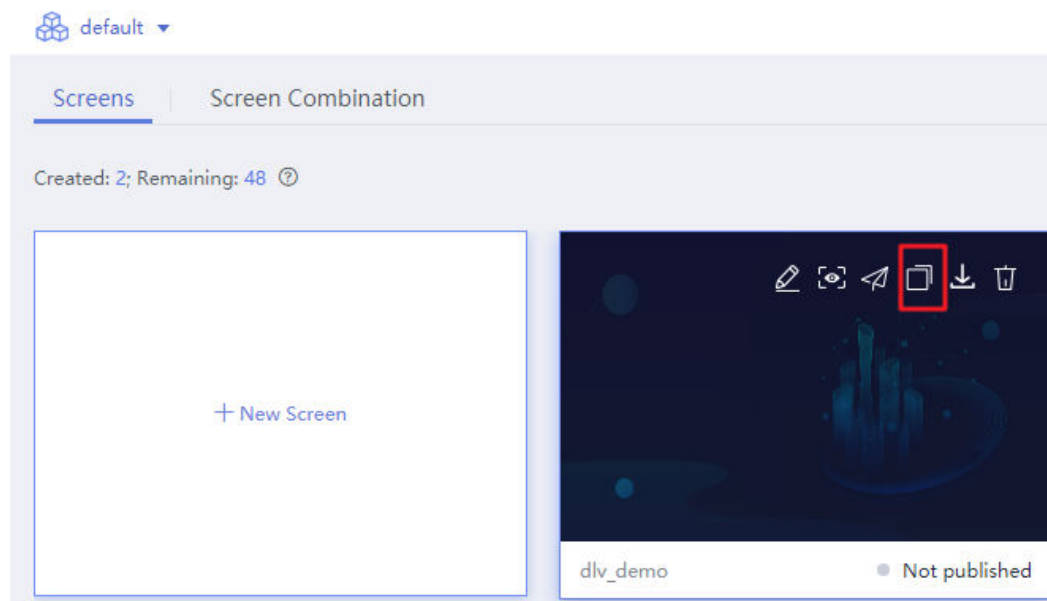 default
Screens Screen Combination
Created: 2; Remaining: 48
+ New Screen
dlv_demo Not published